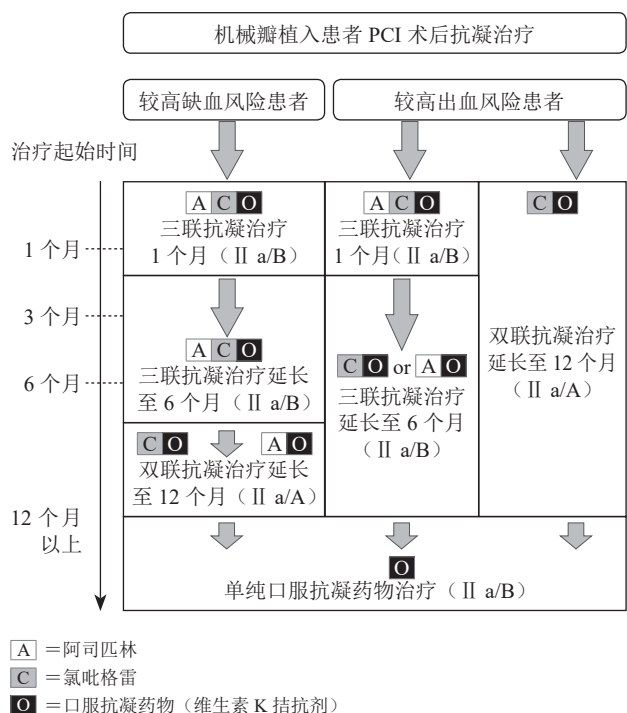 机械瓣植入患者 PCI 术后抗凝治疗
较高缺血风险患者
较高出血风险患者
治疗起始时间
A C O
三联抗凝治疗
1 个月（Ⅱ a/B）
A C O
三联抗凝治疗
1 个月（Ⅱ a/B）
C O
1 个月
3 个月
6 个月
12 个月
以上
A C O
三联抗凝治疗延长
至 6 个月（Ⅱ a/B）
C O or A O
三联抗凝治疗
延长至 6 个月
（Ⅱ a/B）
双联抗凝治疗
延长至 12 个月
（Ⅱ a/A）
C O A O
双联抗凝治疗延长
至 12 个月（Ⅱ a/A）
O
单纯口服抗凝药物治疗（Ⅱ a/B）
A ＝阿司匹林
C ＝氯吡格雷
O ＝口服抗凝药物（维生素 K 拮抗剂）